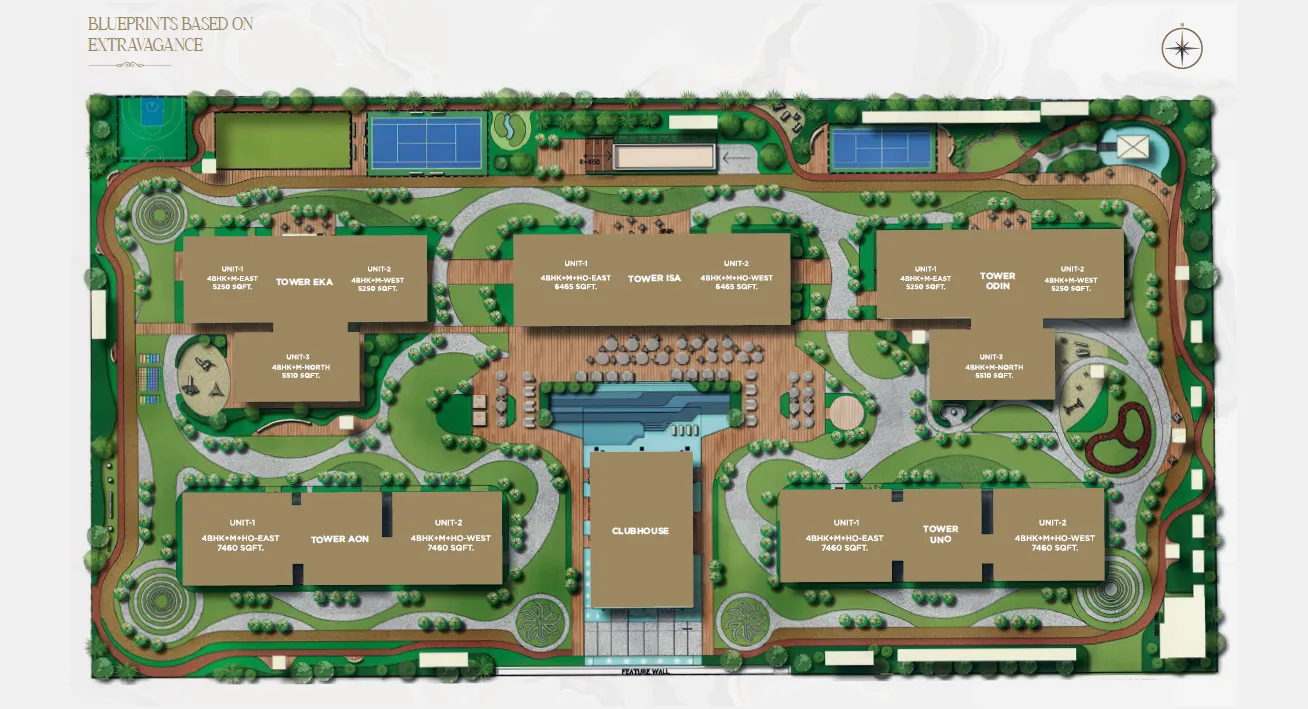 BLUEPRINTS BASED ON
EXTRAVAGANCE
N
UNIT-1
4BHK+M-EAST
5250 SQFT.
TOWER EKA
UNIT-2
4BHK+M-WEST
5250 SQFT.
UNIT-3
4BHK+M-NORTH
5510 SQFT.
UNIT-1
4BHK+M+HO-EAST
6465 SQFT.
TOWER ISA
UNIT-2
4BHK+M+HO-WEST
6465 SQFT.
UNIT-1
4BHK+M-EAST
5250 SQFT.
TOWER
ODIN
UNIT-2
4BHK+M-WEST
5250 SQFT.
UNIT-3
4BHK+M-NORTH
5510 SQFT.
UNIT-1
4BHK+M+HO-EAST
7460 SQFT.
TOWER AON
UNIT-2
4BHK+M+HO-WEST
7460 SQFT.
CLUBHOUSE
UNIT-1
4BHK+M+HO-EAST
7460 SQFT.
TOWER
UNO
UNIT-2
4BHK+M+HO-WEST
7460 SQFT.
FEATURE WALL